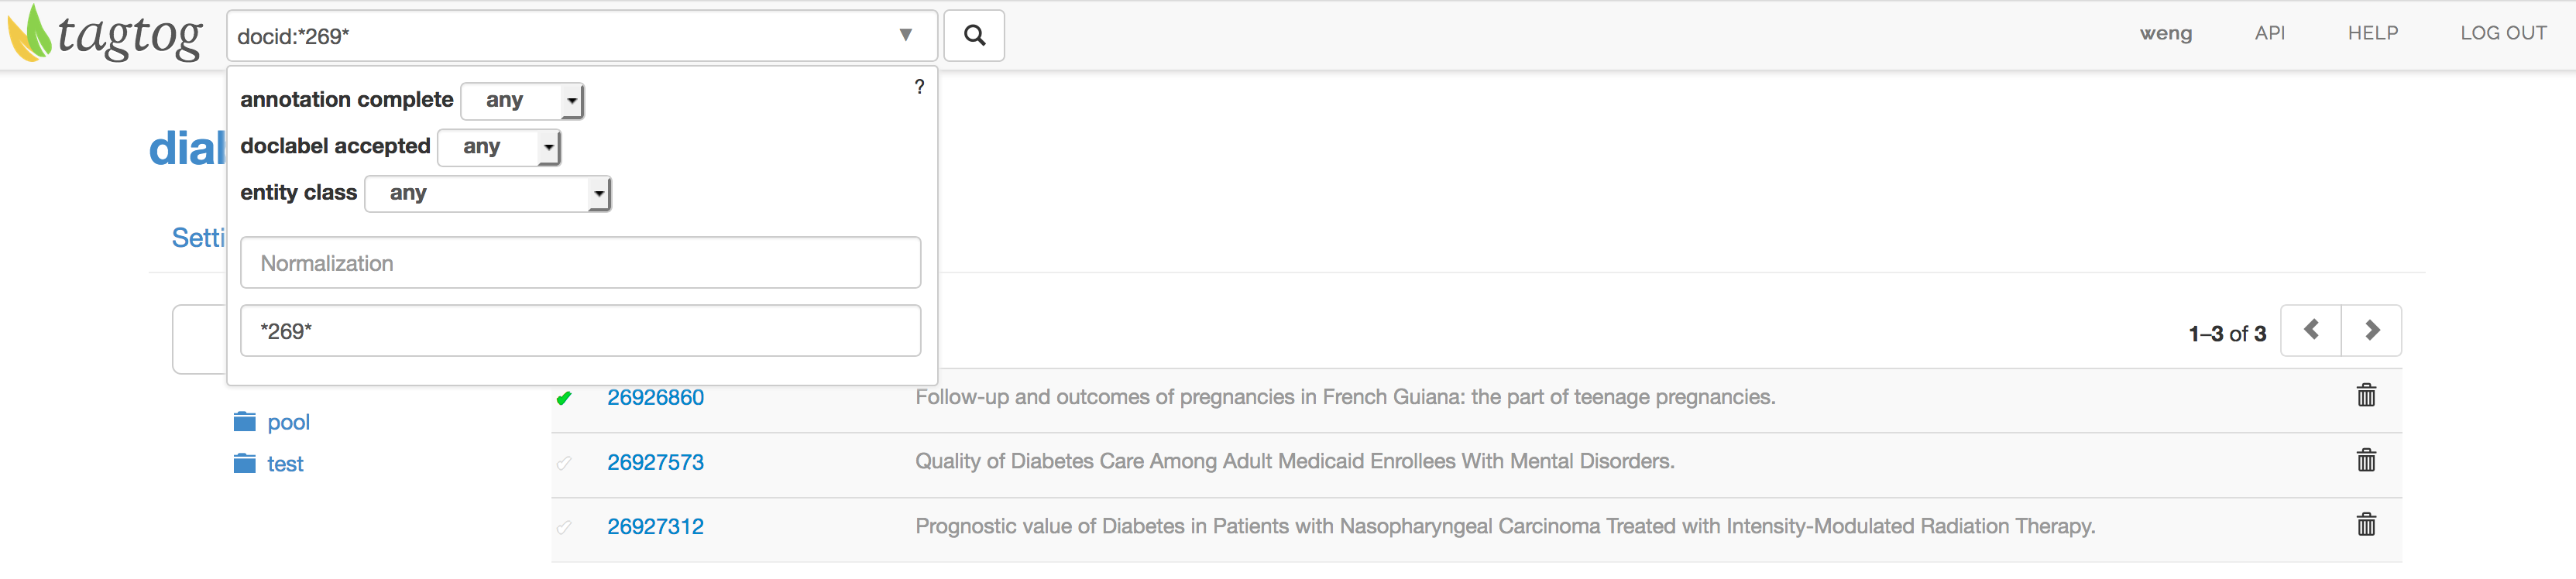 tagtog docid:*269* ▼ weng API HELP LOG OUT
?
annotation complete any
doclabel accepted any
entity class any
Normalization
*269*
1–3 of 3
pool
test
26926860 Follow-up and outcomes of pregnancies in French Guiana: the part of teenage pregnancies.
26927573 Quality of Diabetes Care Among Adult Medicaid Enrollees With Mental Disorders.
26927312 Prognostic value of Diabetes in Patients with Nasopharyngeal Carcinoma Treated with Intensity-Modulated Radiation Therapy.